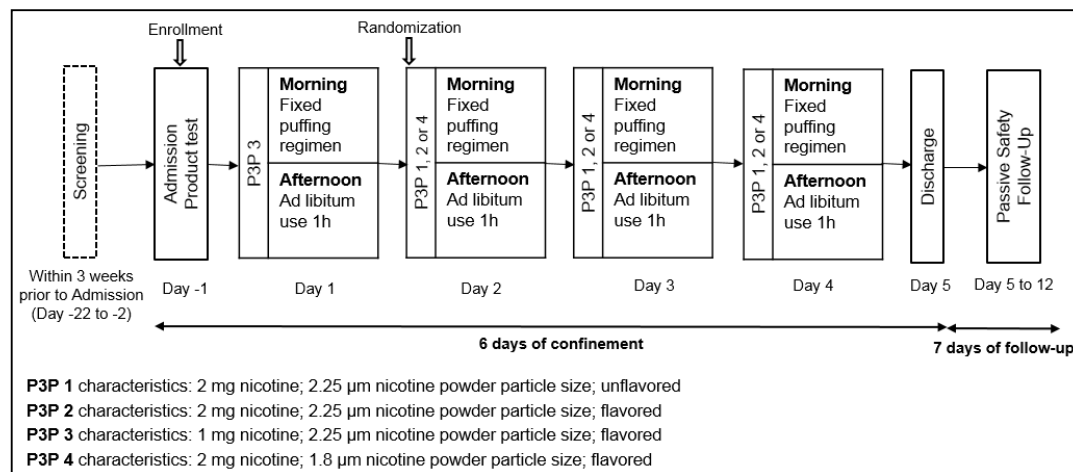 Enrollment
Randomization
Screening
Admission
Product test
P3P 3
Morning
Fixed
puffing
regimen
Afternoon
Ad libitum
use 1h
P3P 1, 2 or 4
Morning
Fixed
puffing
regimen
Afternoon
Ad libitum
use 1h
P3P 1, 2 or 4
Morning
Fixed
puffing
regimen
Afternoon
Ad libitum
use 1h
P3P 1, 2 or 4
Morning
Fixed
puffing
regimen
Afternoon
Ad libitum
use 1h
Discharge
Passive Safety
Follow-Up
Within 3 weeks
prior to Admission
(Day -22 to -2)
Day -1
Day 1
Day 2
Day 3
Day 4
Day 5
Day 5 to 12
6 days of confinement
7 days of follow-up
P3P 1 characteristics: 2 mg nicotine; 2.25 µm nicotine powder particle size; unflavored
P3P 2 characteristics: 2 mg nicotine; 2.25 µm nicotine powder particle size; flavored
P3P 3 characteristics: 1 mg nicotine; 2.25 µm nicotine powder particle size; flavored
P3P 4 characteristics: 2 mg nicotine; 1.8 µm nicotine powder particle size; flavored